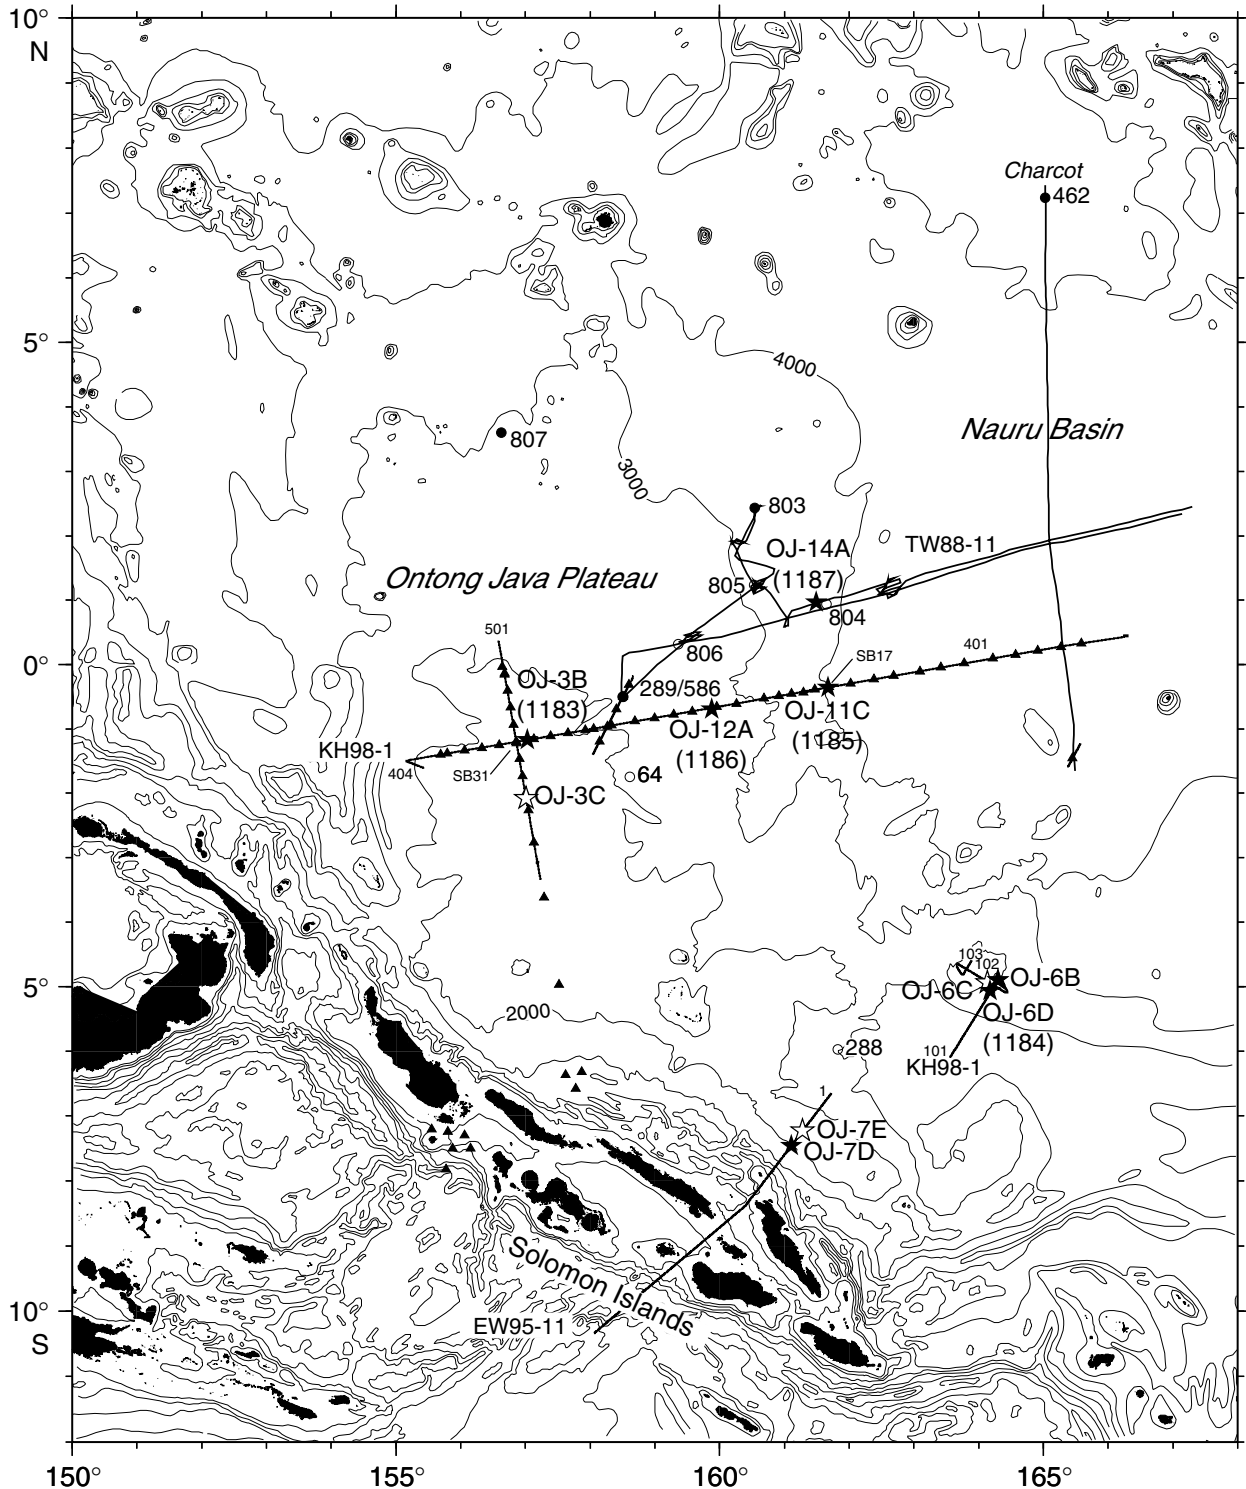 10°
N
Charcot
462
5°
4000
Nauru Basin
807
3000
803
TW88-11
OJ-14A
(1187)
Ontong Java Plateau
805
804
501
806
401
0°
SB17
OJ-3B
(1183)
289/586
OJ-11C
(1185)
OJ-12A
(1186)
KH98-1
404
SB31
64
OJ-3C
103
102
OJ-6B
OJ-6C
5°
2000
OJ-6D
(1184)
288
101
KH98-1
1
OJ-7E
OJ-7D
Solomon Islands
10°
S
EW95-11
150°
155°
160°
165°